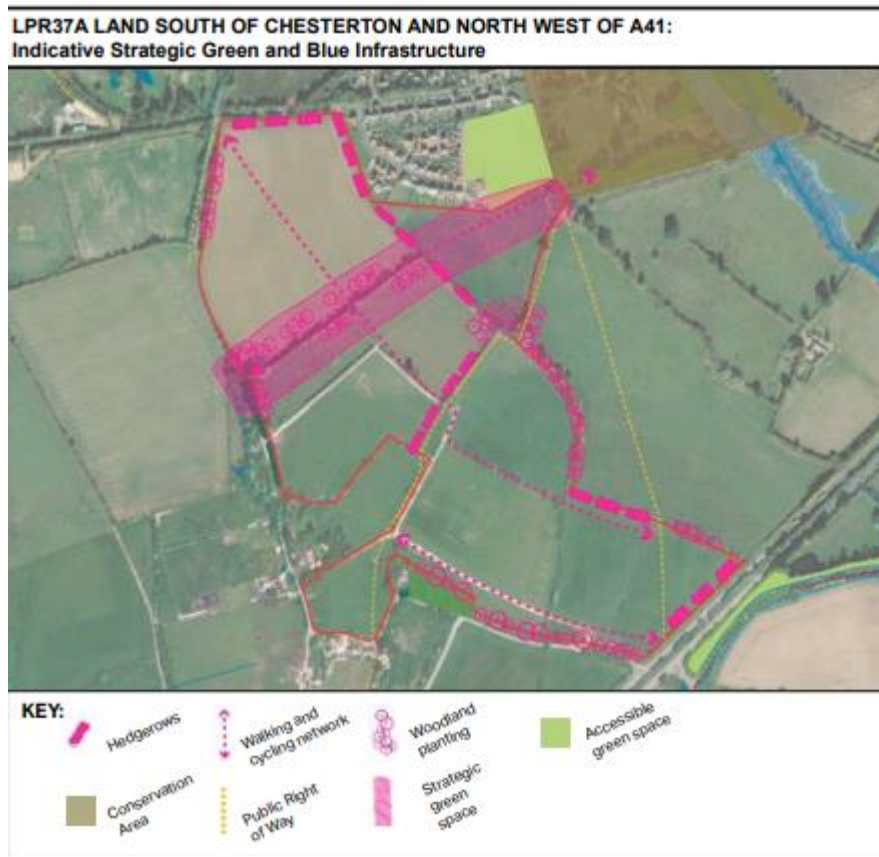 LPR37A LAND SOUTH OF CHESTERTON AND NORTH WEST OF A41:
Indicative Strategic Green and Blue Infrastructure
KEY:
Hedgerows
Walking and
cycling network
Woodland
planting
Accessible
green space
Conservation
Area
Public Right
of Way
Strategic
green
space